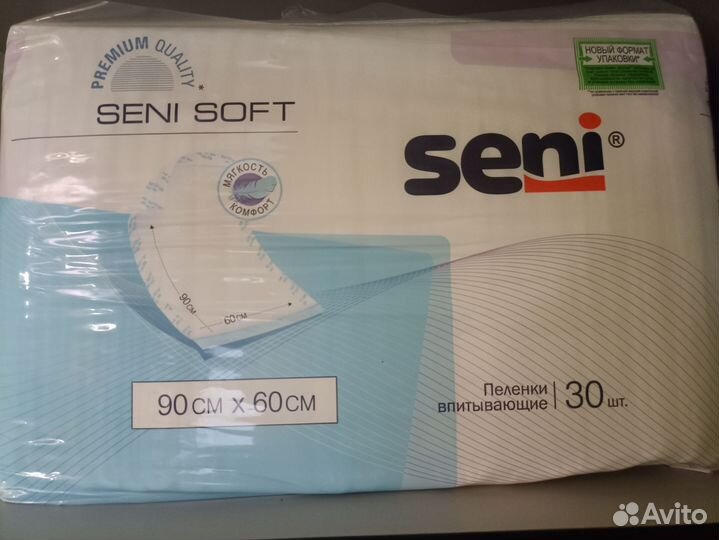 PREMIUM QUALITY*
SENI SOFT
НОВЫЙ ФОРМАТ
УПАКОВКИ*
seni®
МЯГКОСТЬ
КОМФОРТ
90 СМ
60 СМ
90 СМ x 60 СМ
Пеленки
впитывающие
30 шт.
Avito